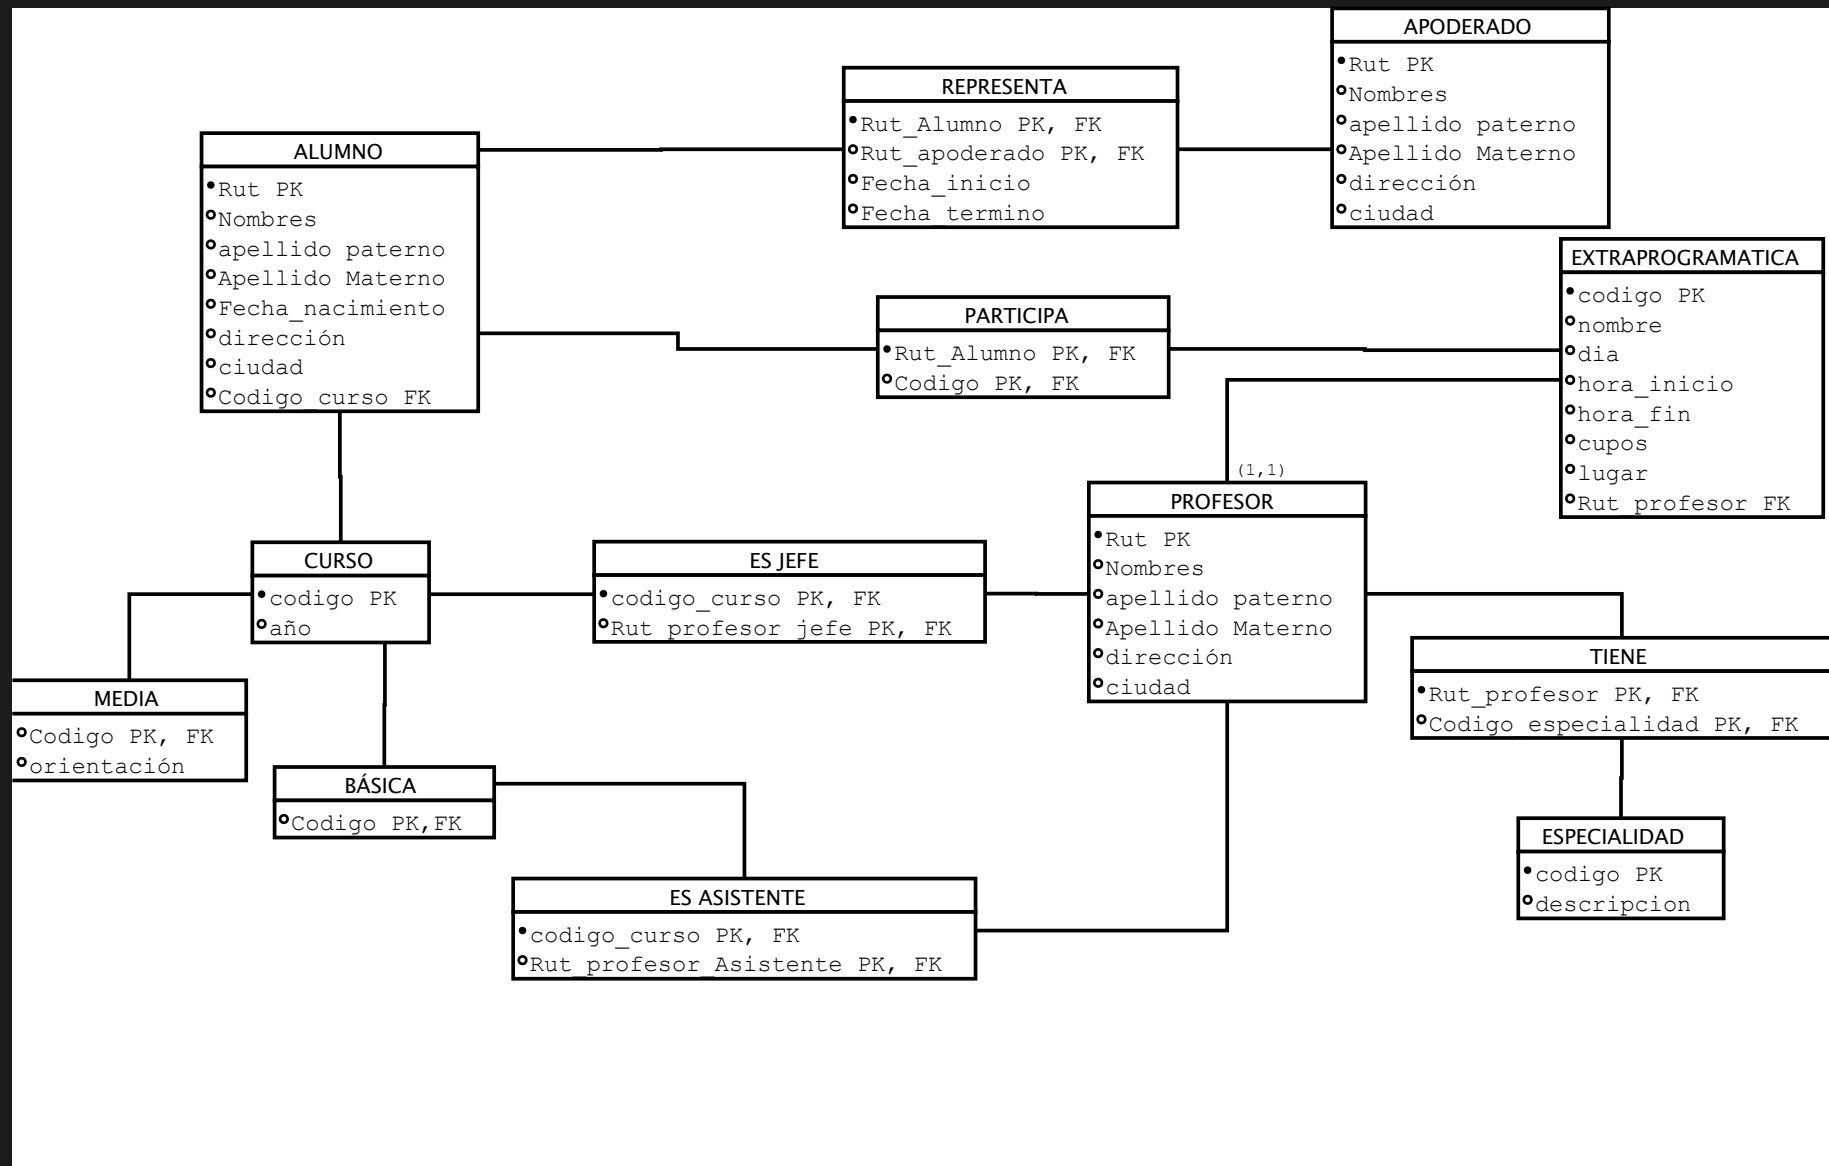 APODERADO
Rut PK
Nombres
apellido paterno
Apellido Materno
dirección
ciudad
REPRESENTA
Rut_Alumno PK, FK
Rut_apoderado PK, FK
Fecha_inicio
Fecha_termino
ALUMNO
Rut PK
Nombres
apellido paterno
Apellido Materno
Fecha_nacimiento
dirección
ciudad
Codigo_curso FK
EXTRAPROGRAMATICA
codigo PK
nombre
dia
hora_inicio
hora_fin
cupos
lugar
Rut_profesor FK
PARTICIPA
Rut_Alumno PK, FK
Codigo PK, FK
(1,1)
PROFESOR
Rut PK
Nombres
apellido paterno
Apellido Materno
dirección
ciudad
CURSO
codigo PK
año
ES JEFE
codigo_curso PK, FK
Rut_profesor_jefe PK, FK
TIENE
Rut_profesor PK, FK
Codigo_especialidad PK, FK
MEDIA
Codigo PK, FK
orientación
BÁSICA
Codigo PK,FK
ESPECIALIDAD
codigo PK
descripcion
ES ASISTENTE
codigo_curso PK, FK
Rut_profesor_Asistente PK, FK